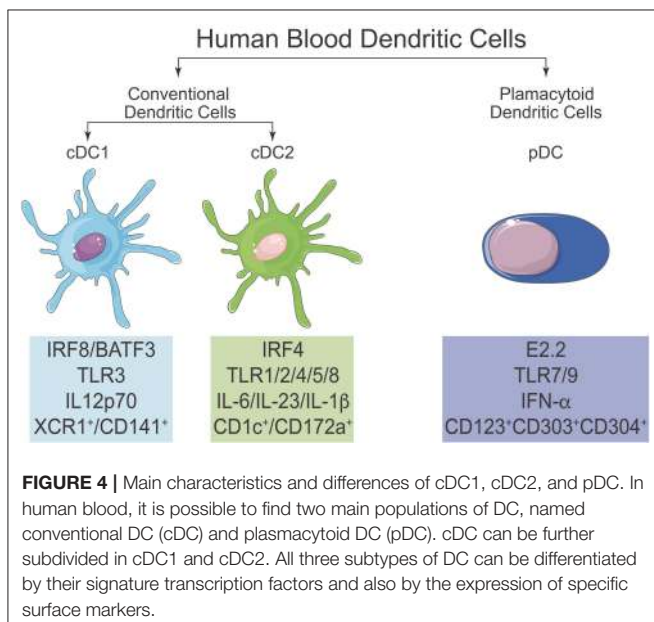 Human Blood Dendritic Cells
Conventional
Dendritic Cells
Plamacytoid
Dendritic Cells
cDC1
cDC2
pDC
IRF8/BATF3
TLR3
IL12p70
XCR1⁺/CD141⁺
IRF4
TLR1/2/4/5/8
IL-6/IL-23/IL-1β
CD1c⁺/CD172a⁺
E2.2
TLR7/9
IFN-α
CD123⁺CD303⁺CD304⁺
FIGURE 4 | Main characteristics and differences of cDC1, cDC2, and pDC. In
human blood, it is possible to find two main populations of DC, named
conventional DC (cDC) and plasmacytoid DC (pDC). cDC can be further
subdivided in cDC1 and cDC2. All three subtypes of DC can be differentiated
by their signature transcription factors and also by the expression of specific
surface markers.